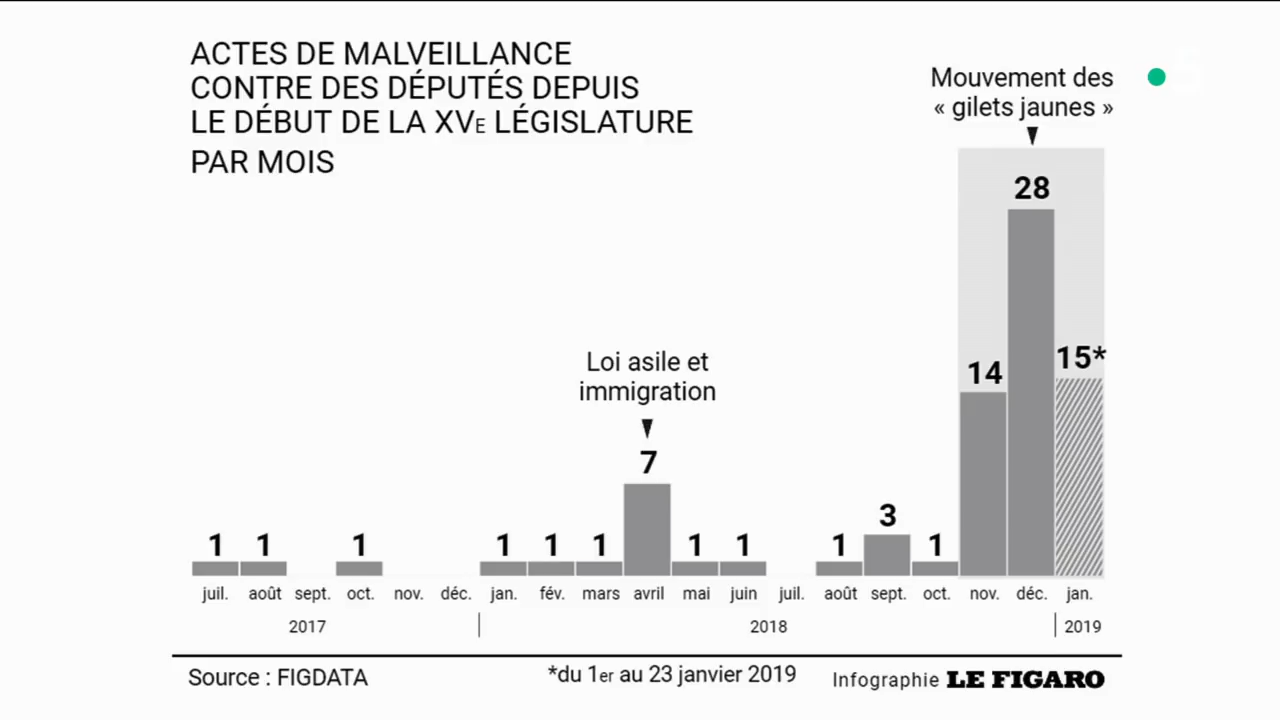 ACTES DE MALVEILLANCE
CONTRE DES DÉPUTÉS DEPUIS
LE DÉBUT DE LA XVE LÉGISLATURE
PAR MOIS
Mouvement des
« gilets jaunes »
28
15*
14
Loi asile et
immigration
7
3
1 1 1 1 1 1 1 1 1 1
juil. août sept. oct. nov. déc. jan. fév. mars avril mai juin juil. août sept. oct. nov. déc. jan.
2017 2018 2019
Source : FIGDATA
*du 1er au 23 janvier 2019
Infographie LE FIGARO